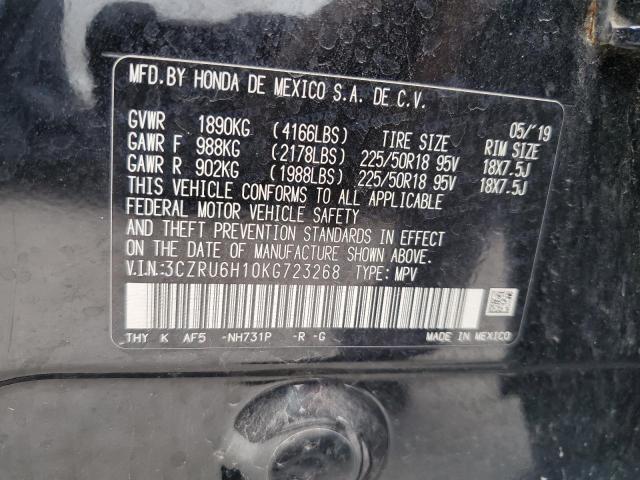 MFD.BY HONDA DE MEXICO S.A. DE C.V.
05/'19
GVWR 1890KG (4166LBS) TIRE SIZE RIM SIZE
GAWR F 988KG (2178LBS) 225/50R18 95V 18X7.5J
GAWR R 902KG (1988LBS) 225/50R18 95V 18X7.5J
THIS VEHICLE CONFORMS TO ALL APPLICABLE
FEDERAL MOTOR VEHICLE SAFETY
AND THEFT PREVENTION STANDARDS IN EFFECT
ON THE DATE OF MANUFACTURE SHOWN ABOVE.
V.I.N:3CZRU6H10KG723268 TYPE: MPV
THY K AF5 -NH731P -R -G MADE IN MEXICO